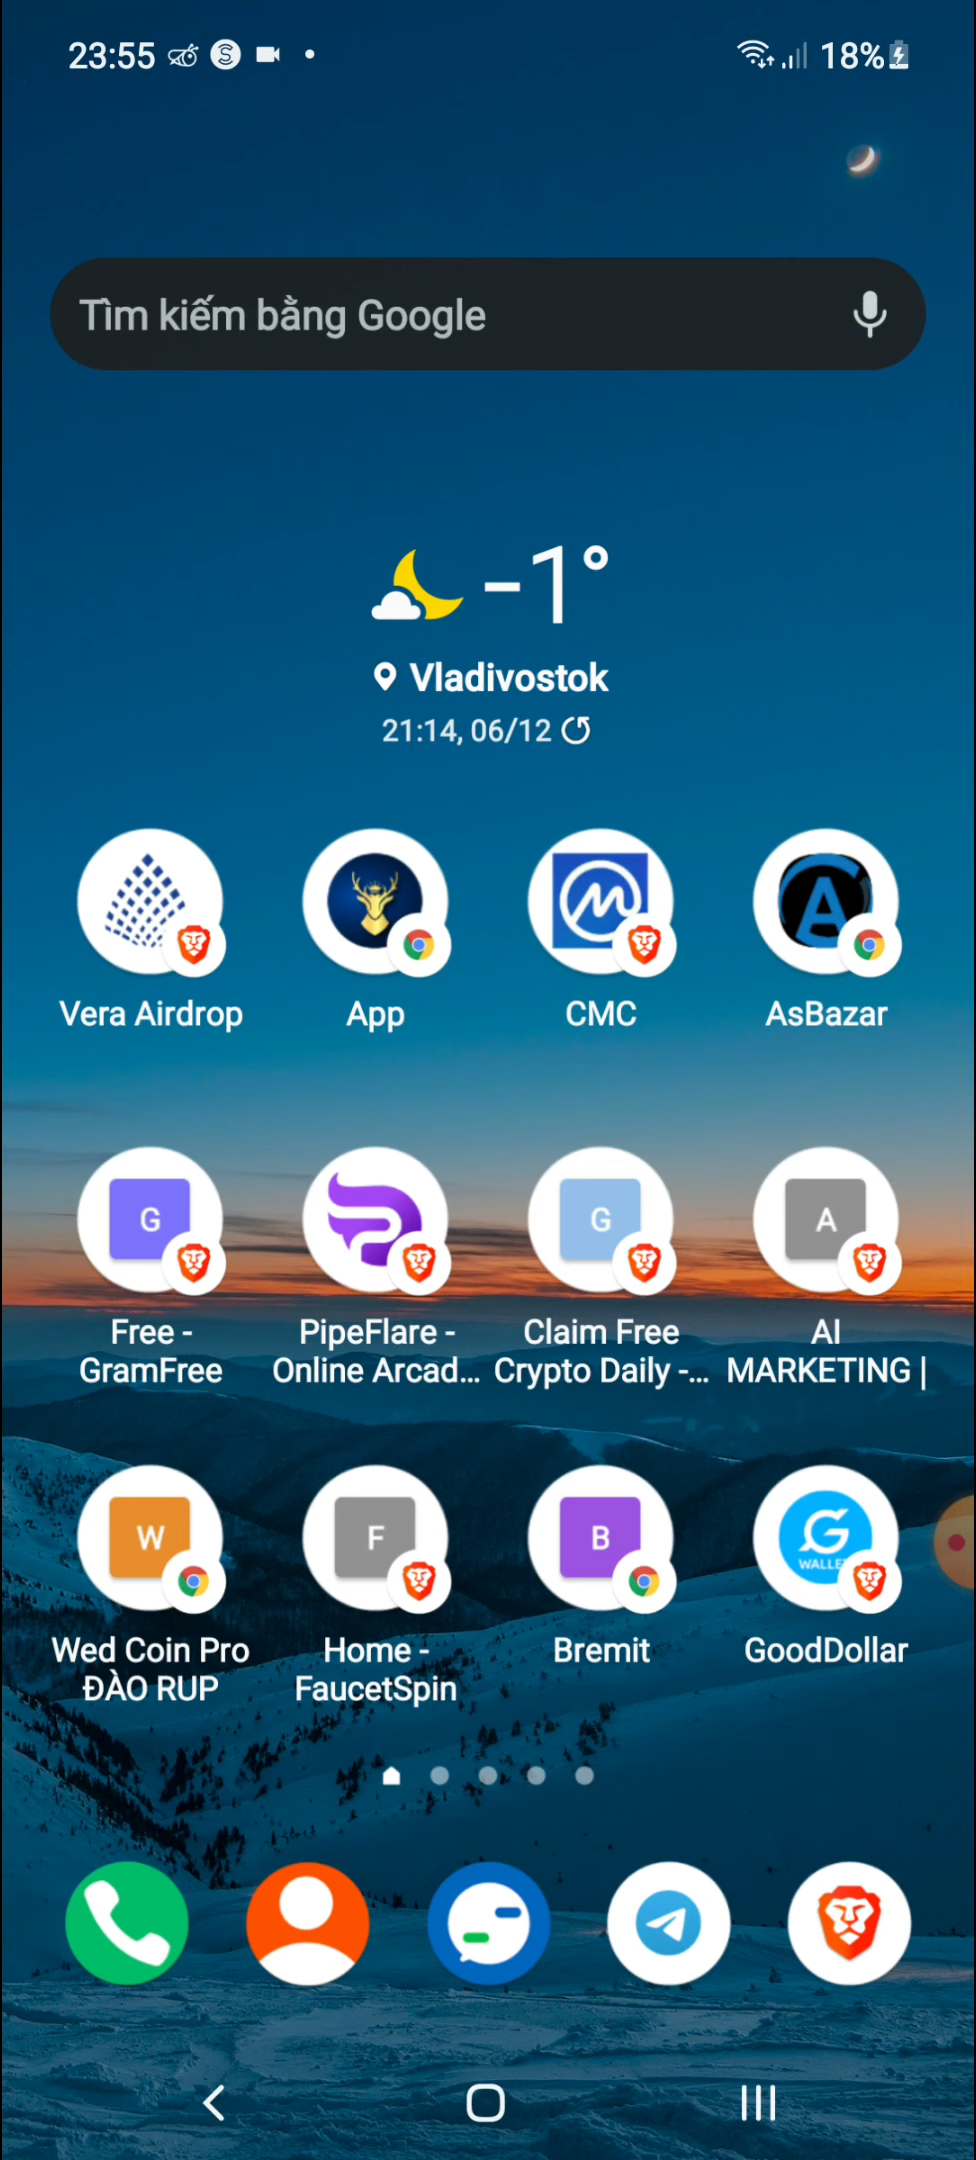 23:55
18%
Tìm kiếm bằng Google
-1°
Vladivostok
21:14, 06/12
Vera Airdrop
App
CMC
AsBazar
G
G
A
Free -
GramFree
PipeFlare -
Online Arcad...
Claim Free
Crypto Daily -...
AI
MARKETING |
W
F
B
G
WALLET
Wed Coin Pro
ĐÀO RUP
Home -
FaucetSpin
Bremit
GoodDollar